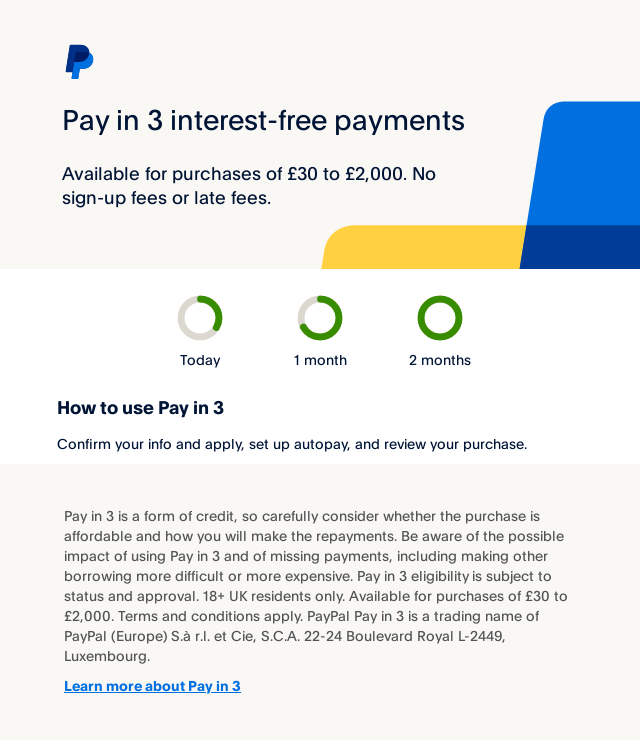 Pay in 3 interest-free payments
Available for purchases of £30 to £2,000. No
sign-up fees or late fees.
Today
1 month
2 months
How to use Pay in 3
Confirm your info and apply, set up autopay, and review your purchase.
Pay in 3 is a form of credit, so carefully consider whether the purchase is
affordable and how you will make the repayments. Be aware of the possible
impact of using Pay in 3 and of missing payments, including making other
borrowing more difficult or more expensive. Pay in 3 eligibility is subject to
status and approval. 18+ UK residents only. Available for purchases of £30 to
£2,000. Terms and conditions apply. PayPal Pay in 3 is a trading name of
PayPal (Europe) S.à r.l. et Cie, S.C.A. 22-24 Boulevard Royal L-2449,
Luxembourg.
Learn more about Pay in 3